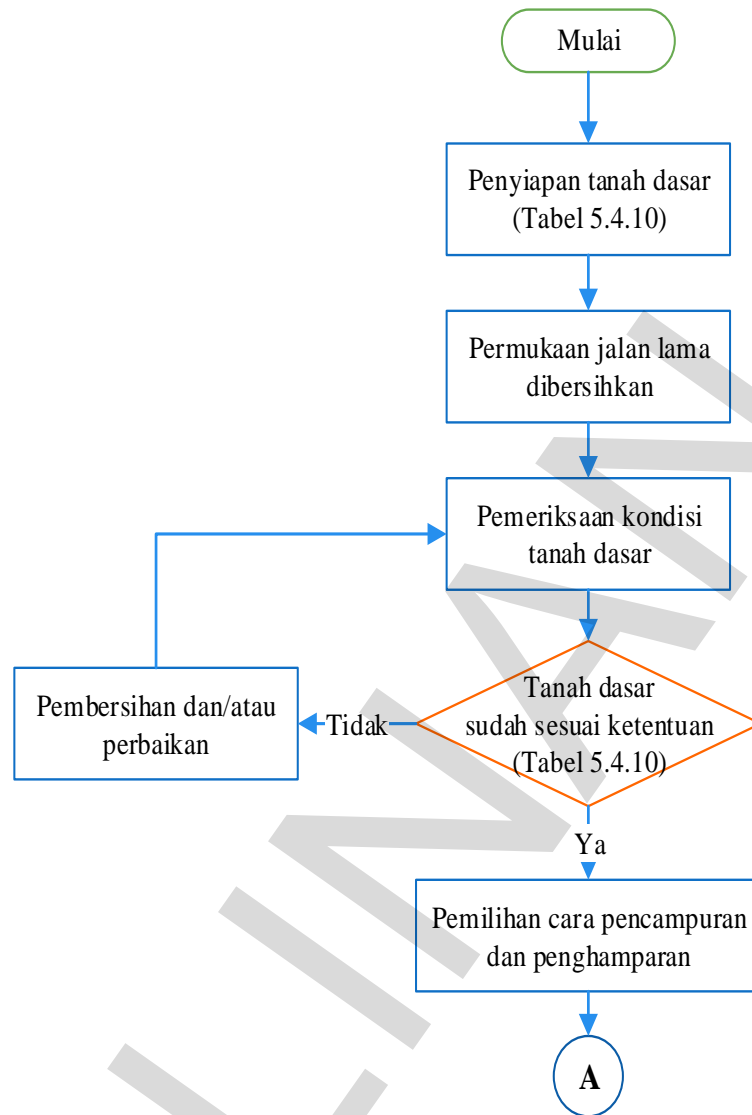 Mulai
Penyiapan tanah dasar
(Tabel 5.4.10)
Permukaan jalan lama
dibersihkan
Pemeriksaan kondisi
tanah dasar
Tanah dasar
sudah sesuai ketentuan
(Tabel 5.4.10)
Tidak
Pembersihan dan/atau
perbaikan
Ya
Pemilihan cara pencampuran
dan penghamparan
A
LINAN